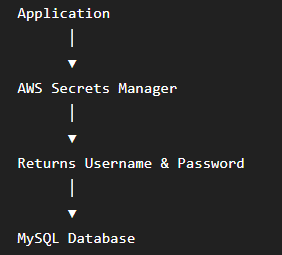 Application
AWS Secrets Manager
Returns Username & Password
MySQL Database